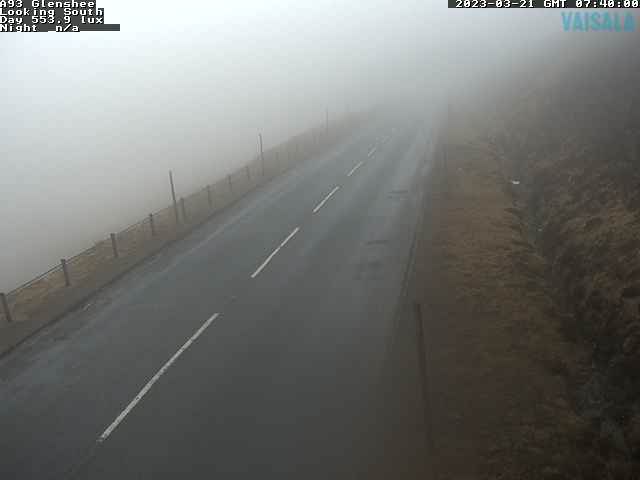 A93 Glenshee
Looking South
Day 553.9 lux
Night n/a
2023-03-21 GMT 07:40:00
VAISALA